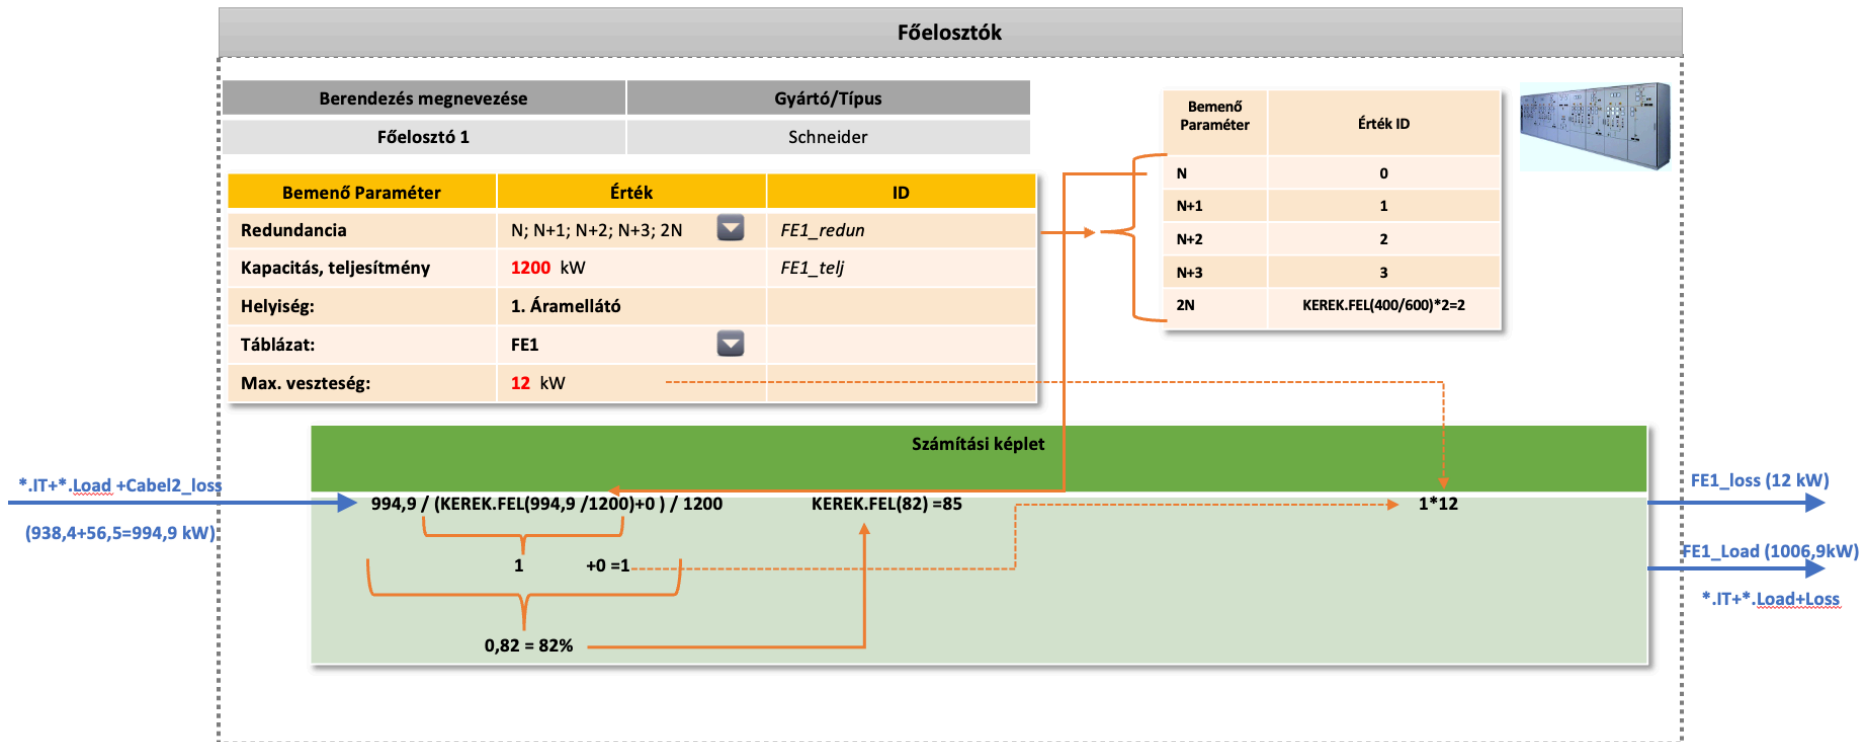 Főelosztók
Berendezés megnevezése Gyártó/Típus
Főelosztó 1 Schneider
Bemenő Paraméter Érték ID
Redundancia N; N+1; N+2; N+3; 2N FE1_redun
Kapacitás, teljesítmény 1200 kW FE1_telj
Helyiség: 1. Áramellátó
Táblázat: FE1
Max. veszteség: 12 kW
Bemenő
Paraméter
Érték ID
N 0
N+1 1
N+2 2
N+3 3
2N KEREK.FEL(400/600)*2=2
Számítási képlet
*.IT+*.Load +Cabel2_loss
(938,4+56,5=994,9 kW)
994,9 / (KEREK.FEL(994,9 /1200)+0 ) / 1200 KEREK.FEL(82) =85 1*12
1 +0 =1
0,82 = 82%
FE1_loss (12 kW)
FE1_Load (1006,9kW)
*.IT+*.Load+Loss